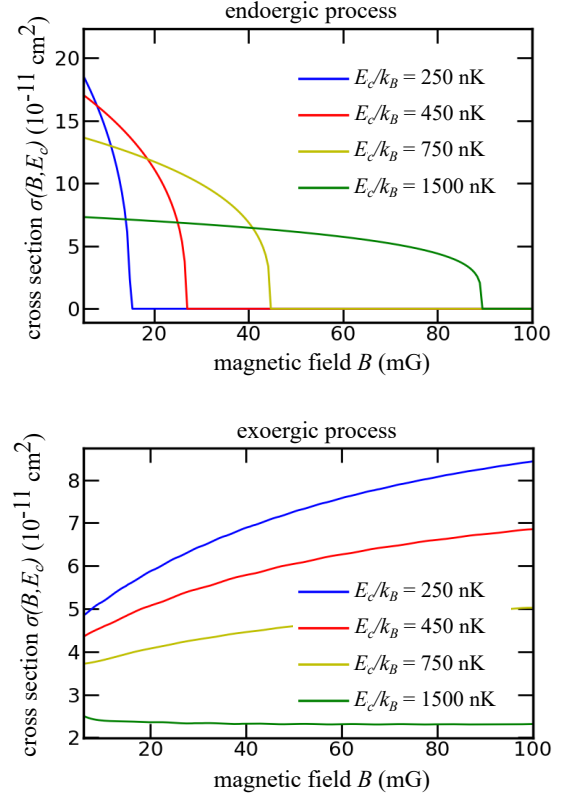 endoergic process
cross section σ(B,E_c) (10^-11 cm^2)
20
15
10
5
0
E_c/k_B = 250 nK
E_c/k_B = 450 nK
E_c/k_B = 750 nK
E_c/k_B = 1500 nK
20 40 60 80 100
magnetic field B (mG)
exoergic process
cross section σ(B,E_c) (10^-11 cm^2)
8
7
6
5
4
3
2
E_c/k_B = 250 nK
E_c/k_B = 450 nK
E_c/k_B = 750 nK
E_c/k_B = 1500 nK
20 40 60 80 100
magnetic field B (mG)